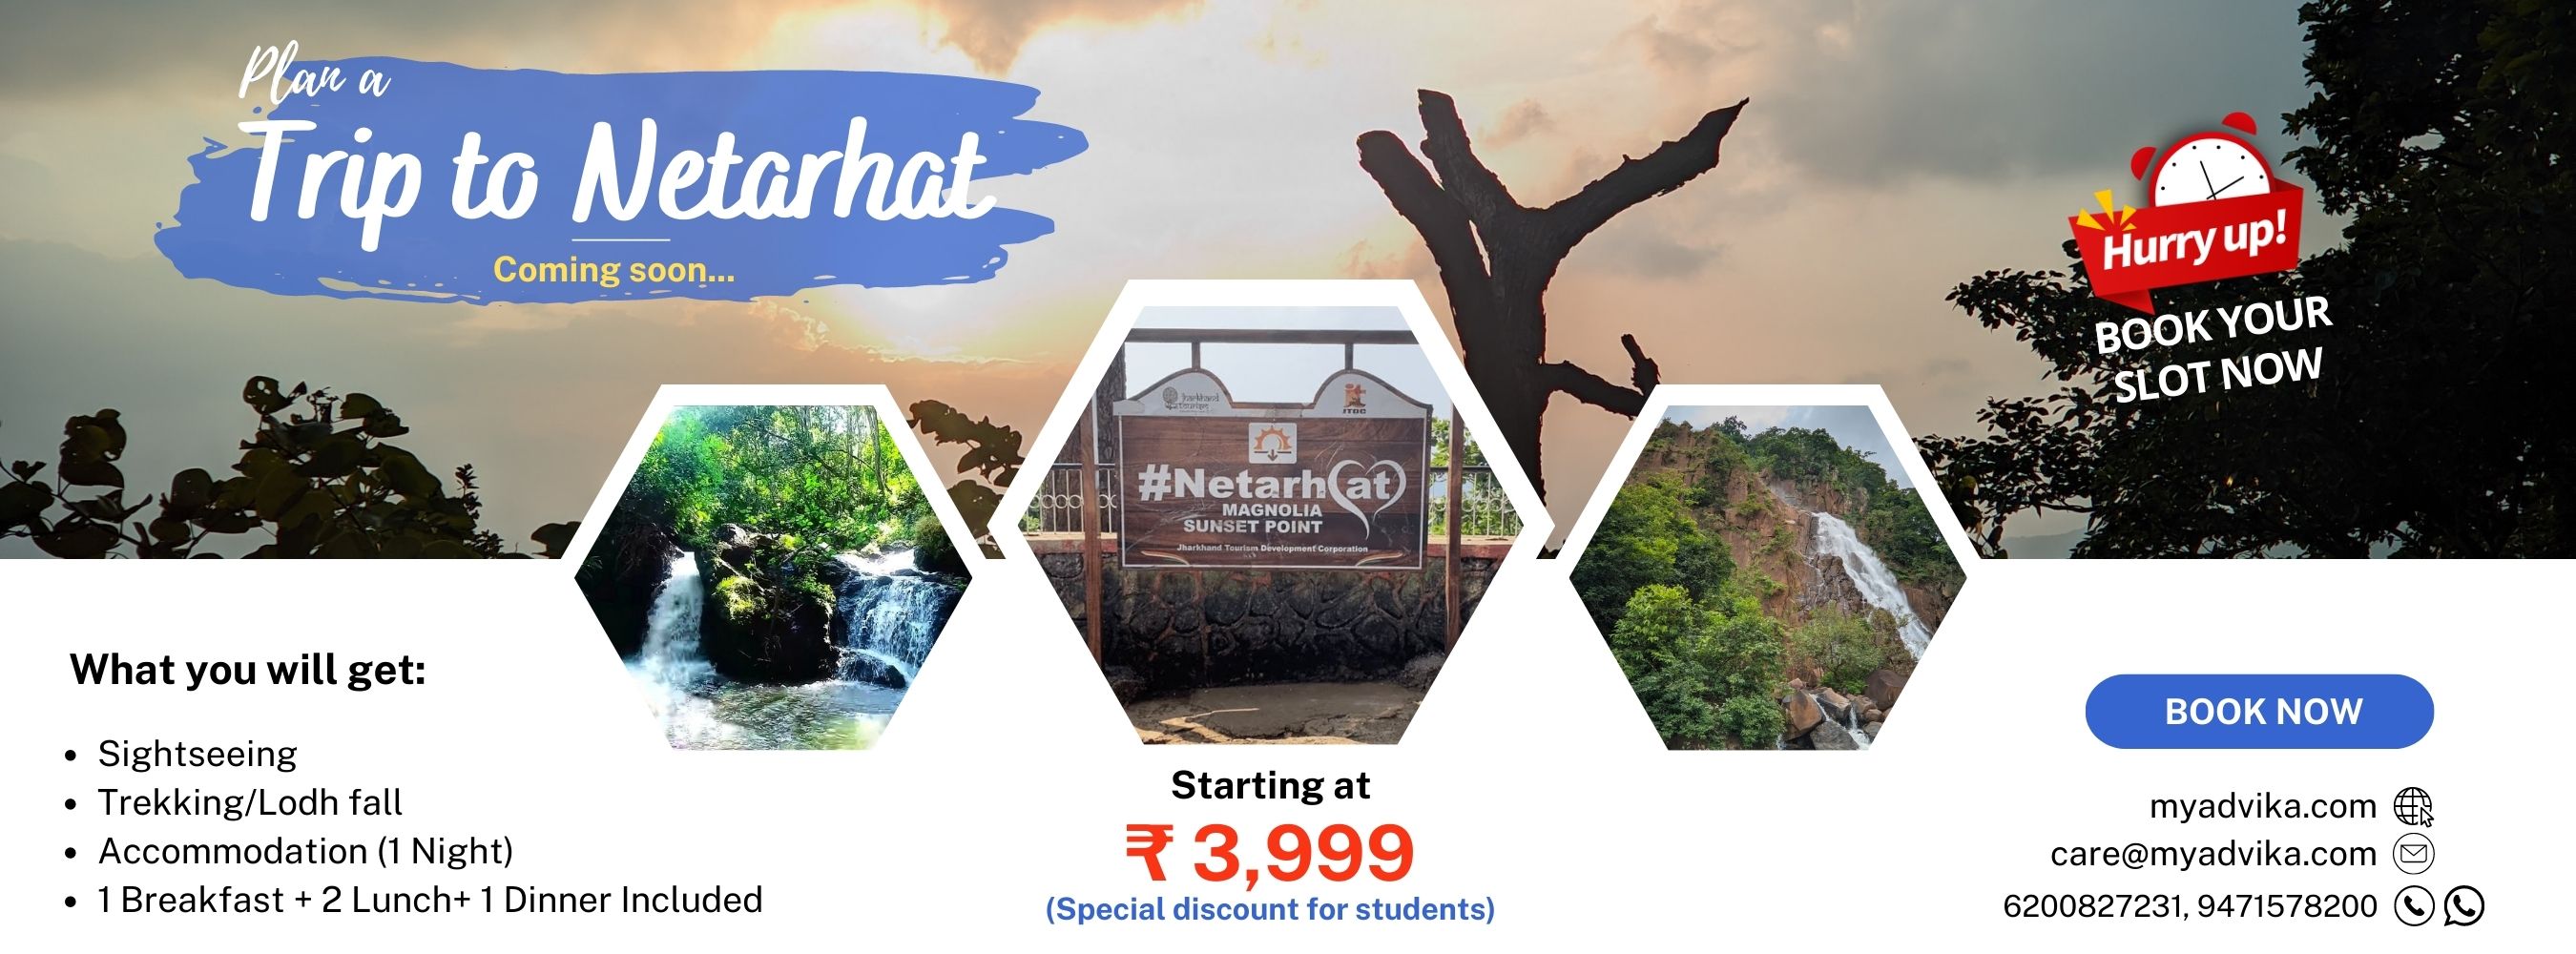 Plan a
Trip to Netarhat
Coming soon...
Hurry up!
BOOK YOUR
SLOT NOW
Jharkhand
tourism
JTDC
#Netarhat
MAGNOLIA
SUNSET POINT
Jharkhand Tourism Development Corporation
What you will get:
• Sightseeing
• Trekking/Lodh fall
• Accommodation (1 Night)
• 1 Breakfast + 2 Lunch+ 1 Dinner Included
Starting at
₹ 3,999
(Special discount for students)
BOOK NOW
myadvika.com
care@myadvika.com
6200827231, 9471578200